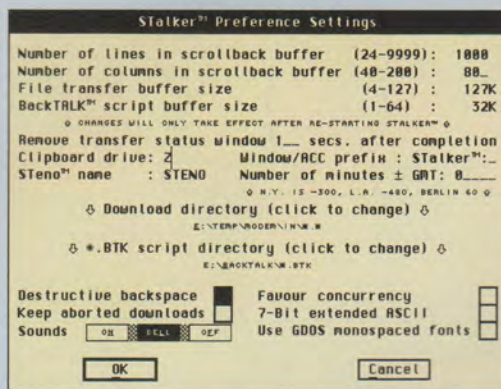 STalker™ Preference Settings
Number of lines in scrollback buffer (24-9999): 1000
Number of columns in scrollback buffer (40-200) : 80_
File transfer buffer size (4-127) : 127K
BackTALK™ script buffer size (1-64) : 32K
◊ CHANGES WILL ONLY TAKE EFFECT AFTER RE-STARTING STALKER™ ◊
Remove transfer status window 1__ secs. after completion
Clipboard drive: Z Window/ACC prefix : STalker™:_
STeno™ name : STENO Number of minutes ± GMT: 0____
◊ N.Y. IS -300, L.A. -480, BERLIN 60 ◊
⇩ Download directory (click to change) ⇩
E:\TEMP\MODEM\IN\*.*
⇩ *.BTK script directory (click to change) ⇩
E:\BACKTALK\*.BTK
Destructive backspace Favour concurrency
Keep aborted downloads 7-Bit extended ASCII
Sounds ON BELL OFF Use GDOS monospaced fonts
OK Cancel